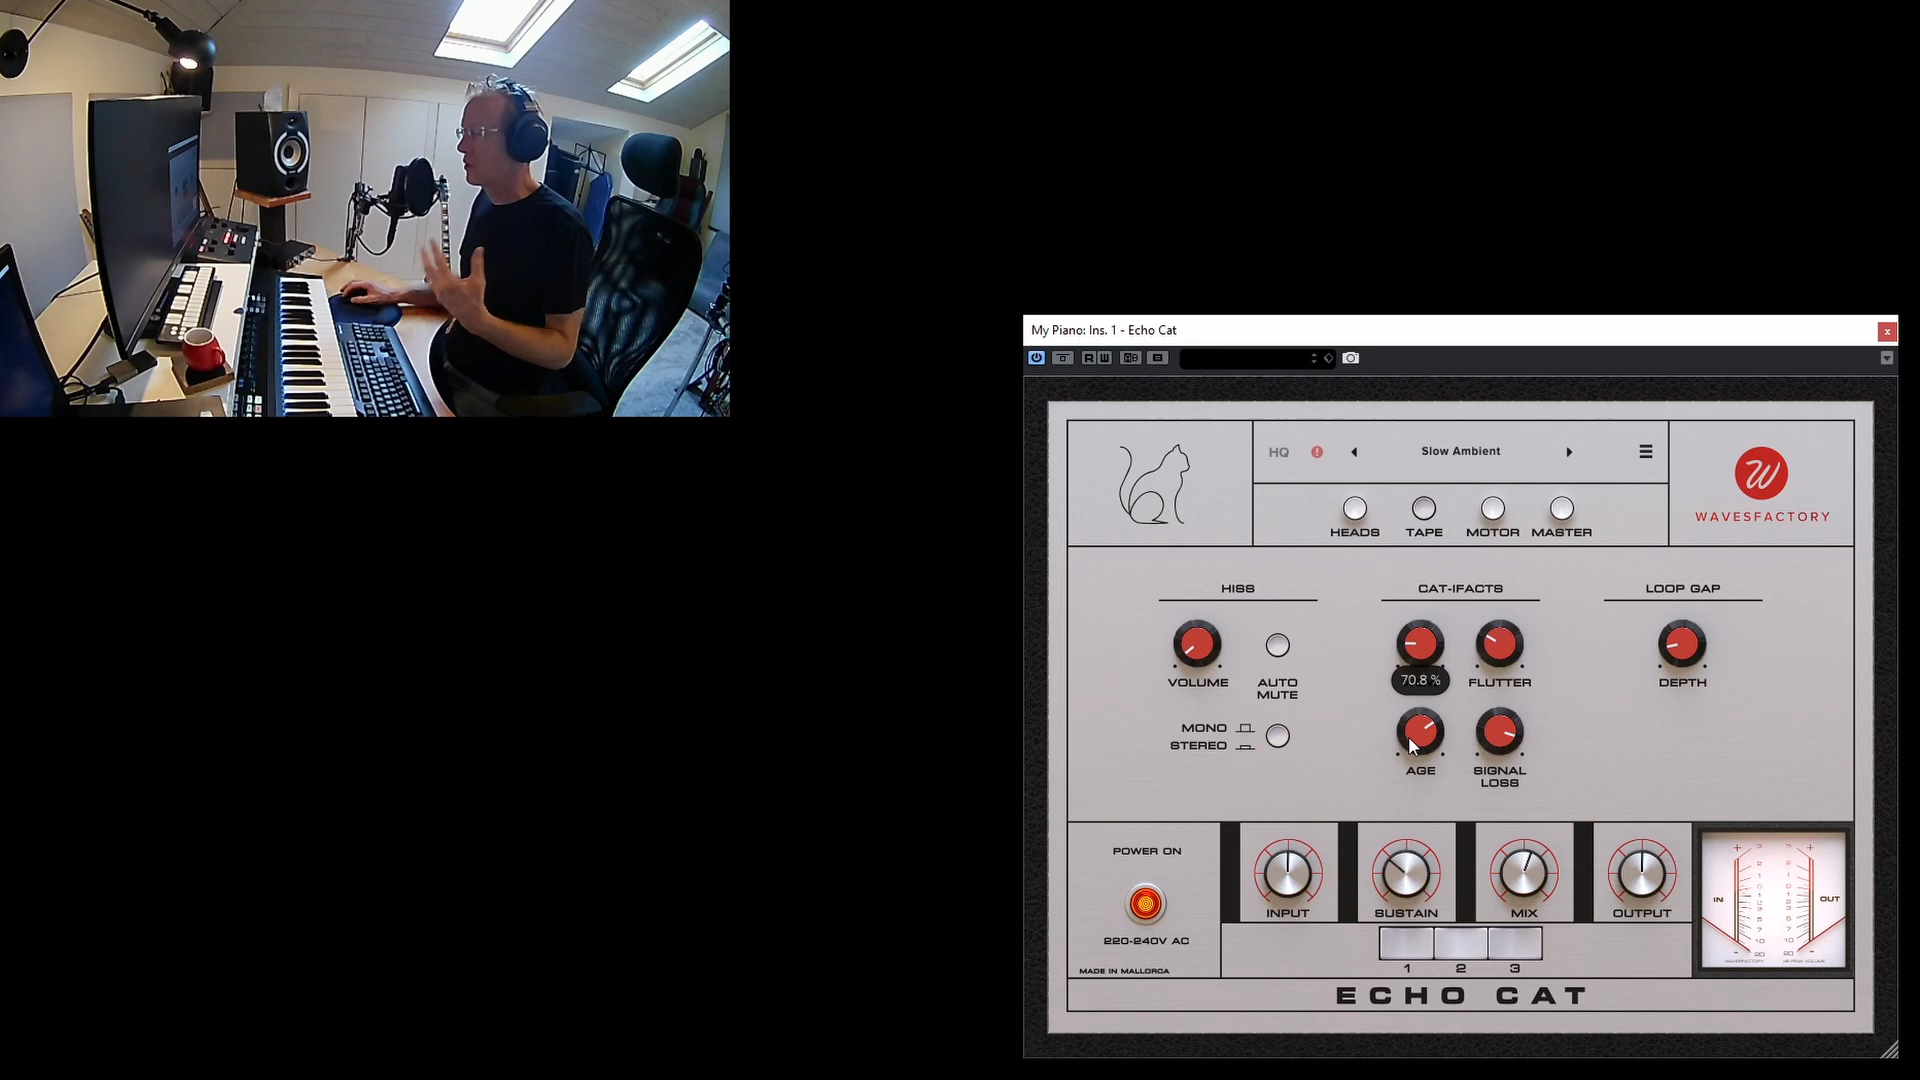 My Piano: Ins. 1 - Echo Cat
R W
HQ
Slow Ambient
HEADS TAPE MOTOR MASTER
WAVESFACTORY
HISS
CAT-IFACTS
LOOP GAP
VOLUME
AUTO
MUTE
70.8 %
FLUTTER
DEPTH
MONO
STEREO
AGE
SIGNAL
LOSS
POWER ON
220-240V AC
MADE IN MALLORCA
INPUT
SUSTAIN
MIX
OUTPUT
IN
OUT
1 2 3
ECHO CAT